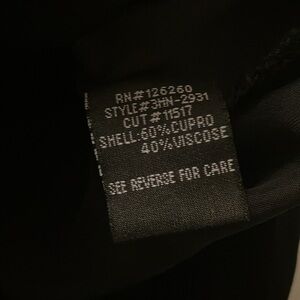 RN#126260
STYLE#3HN-2931
CUT#11517
SHELL:60%CUPRO
40%VISCOSE
SEE REVERSE FOR CARE